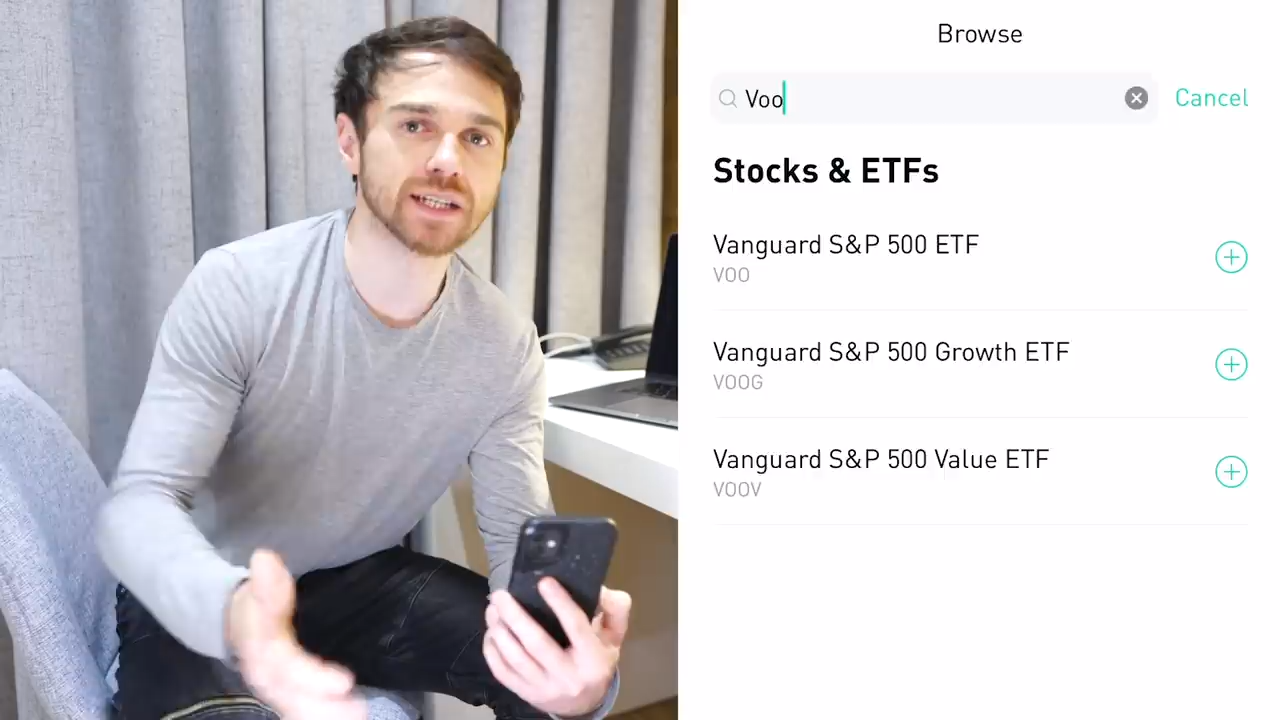 Browse
Voo
Cancel
Stocks & ETFs
Vanguard S&P 500 ETF
VOO
Vanguard S&P 500 Growth ETF
VOOG
Vanguard S&P 500 Value ETF
VOOV